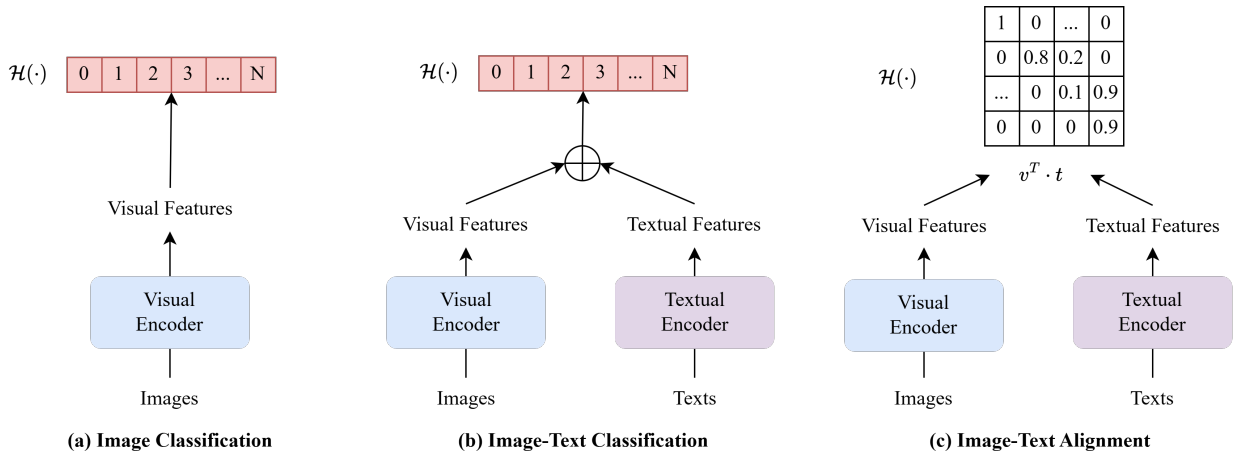 ℋ(·) 0 1 2 3 ... N
Visual Features
Visual
Encoder
Images
(a) Image Classification
ℋ(·) 0 1 2 3 ... N
Visual Features Textual Features
Visual
Encoder
Textual
Encoder
Images Texts
(b) Image-Text Classification
ℋ(·)
1 0 ... 0
0 0.8 0.2 0
... 0 0.1 0.9
0 0 0 0.9
v^T · t
Visual Features Textual Features
Visual
Encoder
Textual
Encoder
Images Texts
(c) Image-Text Alignment